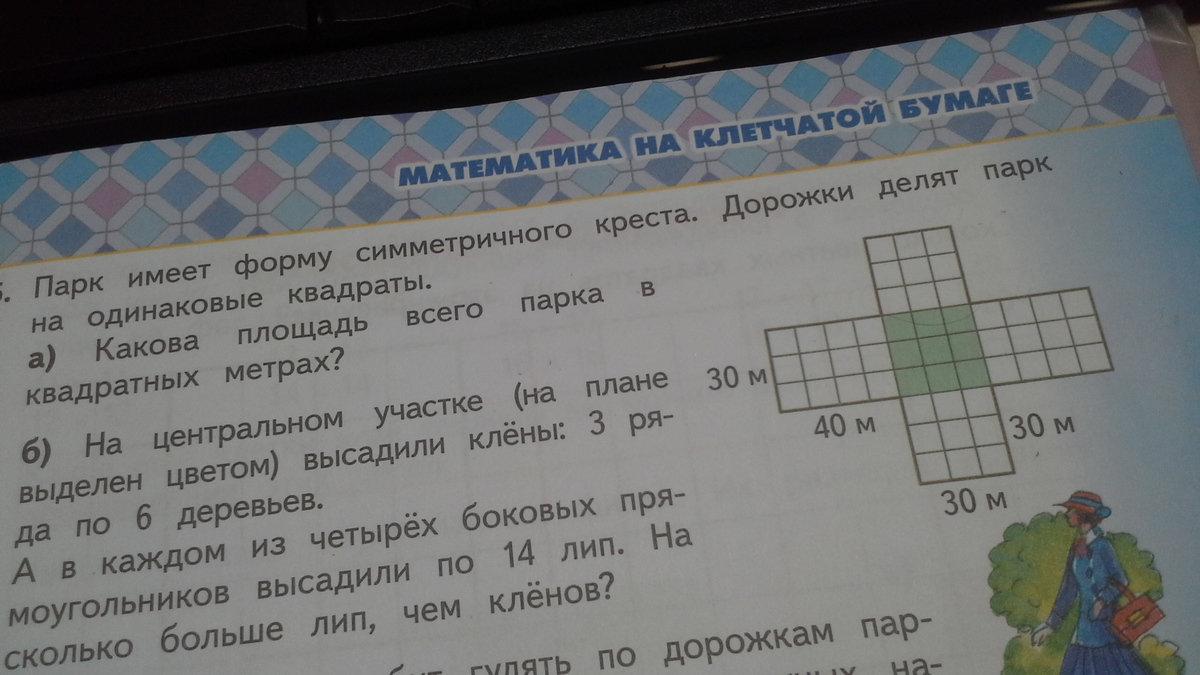 МАТЕМАТИКА НА КЛЕТЧАТОЙ БУМАГЕ
Парк имеет форму симметричного креста. Дорожки делят парк
на одинаковые квадраты.
а) Какова площадь всего парка в
квадратных метрах?
б) На центральном участке (на плане
выделен цветом) высадили клёны: 3 ря-
да по 6 деревьев.
А в каждом из четырёх боковых пря-
моугольников высадили по 14 лип. На
сколько больше лип, чем клёнов?
гулять по дорожкам пар-
на-
30 м
40 м
30 м
30 м